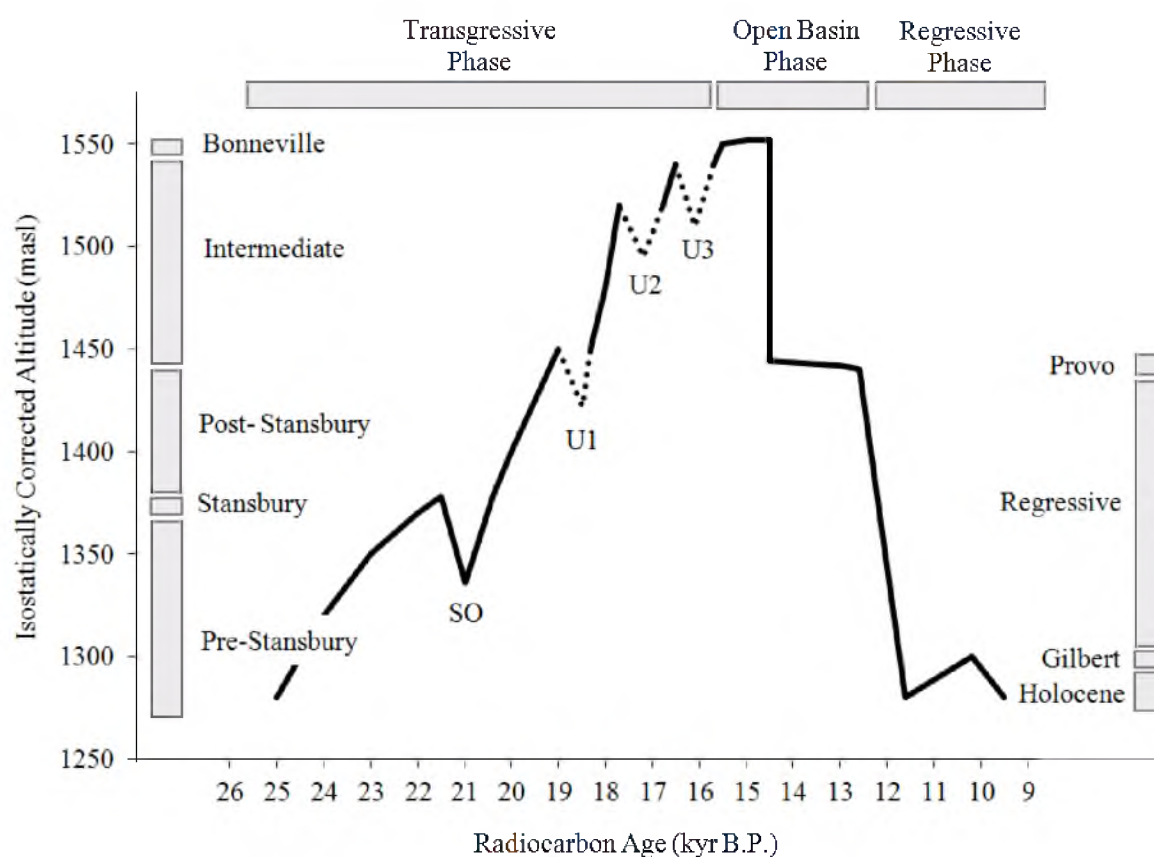 Transgressive
Phase
Open Basin
Phase
Regressive
Phase
Isostatically Corrected Altitude (masl)
1550
1500
1450
1400
1350
1300
1250
Bonneville
Intermediate
Post- Stansbury
Stansbury
Pre-Stansbury
SO
U1
U2
U3
Provo
Regressive
Gilbert
Holocene
26 25 24 23 22 21 20 19 18 17 16 15 14 13 12 11 10 9
Radiocarbon Age (kyr B.P.)